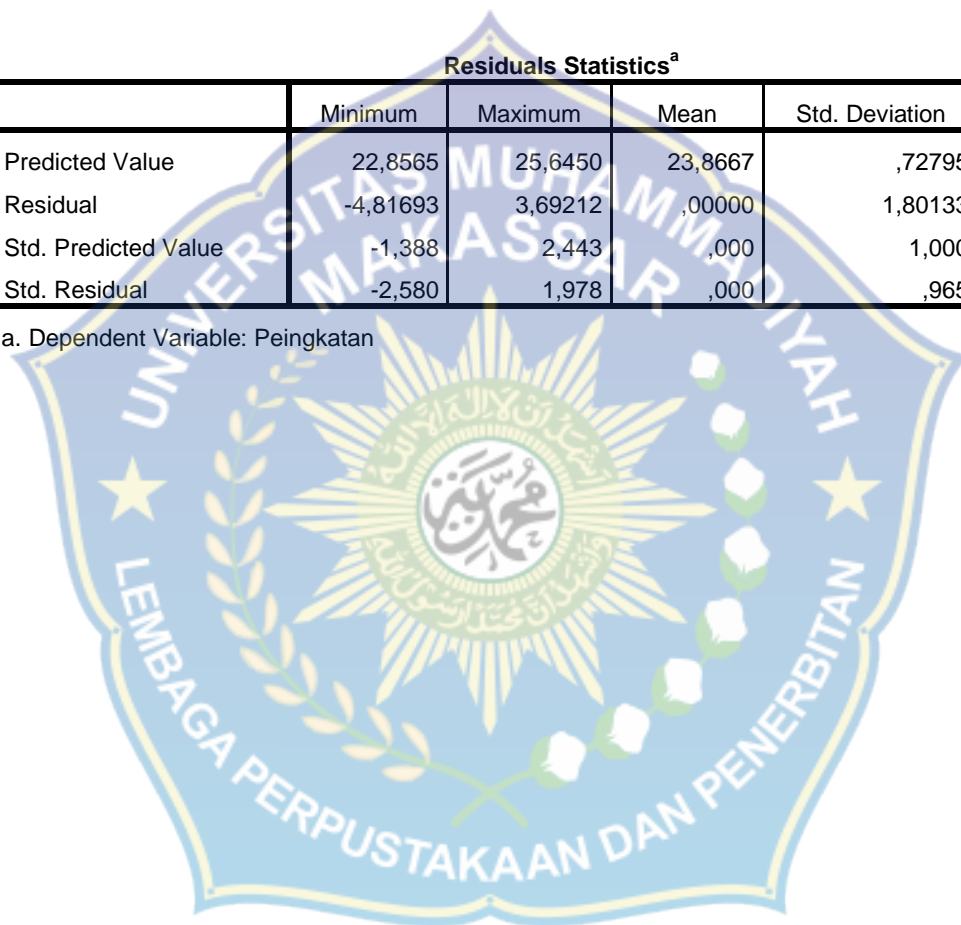 Residuals Statisticsa
Minimum Maximum Mean Std. Deviation
Predicted Value 22,8565 25,6450 23,8667 ,72795
Residual -4,81693 3,69212 ,00000 1,80133
Std. Predicted Value -1,388 2,443 ,000 1,000
Std. Residual -2,580 1,978 ,000 ,965
a. Dependent Variable: Peingkatan
UNIVERSITAS MUHAMMADIYAH
MAKASSAR
محمدية
LEMBAGA PERPUSTAKAAN DAN PENERBITAN